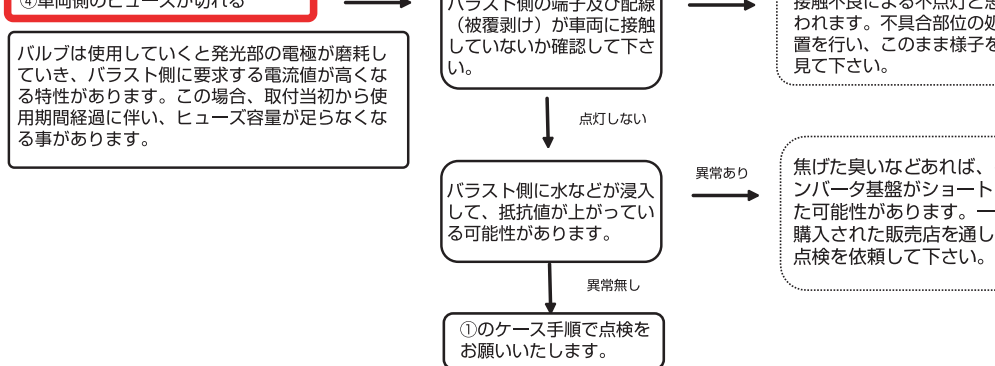 ④車両側のヒューズが切れる
バルブは使用していくと発光部の電極が磨耗し
ていき、バラスト側に要求する電流値が高くな
る特性があります。この場合、取付当初から使
用期間経過に伴い、ヒューズ容量が足らなくな
る事があります。
バラスト側の端子及び配線
（被覆剥け）が車両に接触
していないか確認して下さ
い。
接触不良による不点灯と思
われます。不具合部位の処
置を行い、このまま様子を
見て下さい。
点灯しない
バラスト側に水などが浸入
して、抵抗値が上がってい
る可能性があります。
異常あり
焦げた臭いなどあれば、
ンバータ基盤がショート
た可能性があります。一
購入された販売店を通し
点検を依頼して下さい。
異常無し
①のケース手順で点検を
お願いいたします。